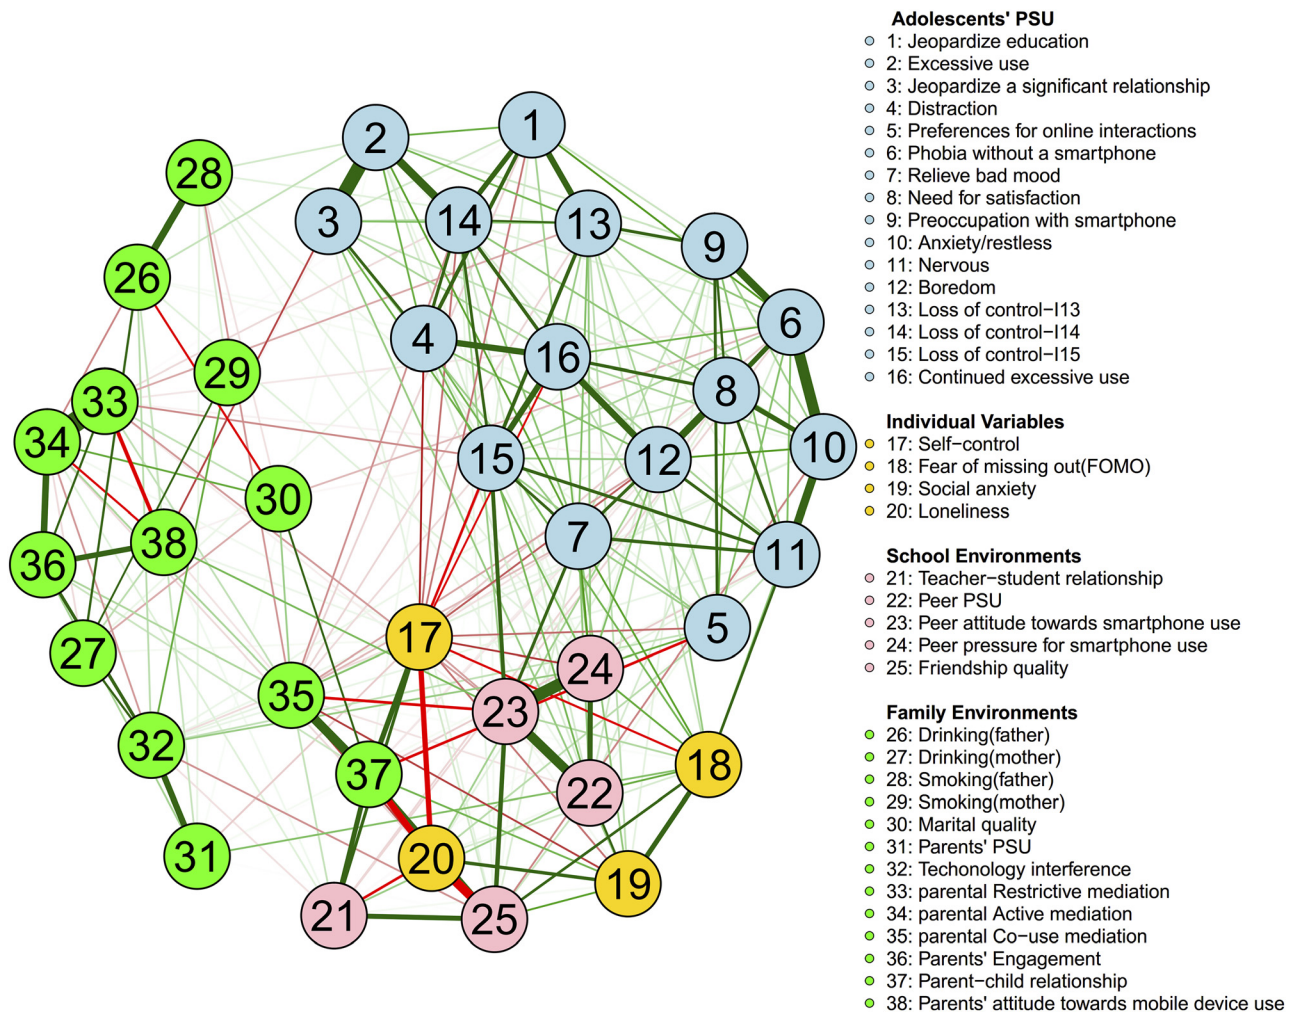 1
2
28
3
14
13
9
26
6
4
16
29
8
33
34
10
15
12
30
38
7
11
36
5
17
27
24
35
23
32
18
37
22
31
20
19
21
25
Adolescents' PSU
1: Jeopardize education
2: Excessive use
3: Jeopardize a significant relationship
4: Distraction
5: Preferences for online interactions
6: Phobia without a smartphone
7: Relieve bad mood
8: Need for satisfaction
9: Preoccupation with smartphone
10: Anxiety/restless
11: Nervous
12: Boredom
13: Loss of control−I13
14: Loss of control−I14
15: Loss of control−I15
16: Continued excessive use
Individual Variables
17: Self−control
18: Fear of missing out(FOMO)
19: Social anxiety
20: Loneliness
School Environments
21: Teacher−student relationship
22: Peer PSU
23: Peer attitude towards smartphone use
24: Peer pressure for smartphone use
25: Friendship quality
Family Environments
26: Drinking(father)
27: Drinking(mother)
28: Smoking(father)
29: Smoking(mother)
30: Marital quality
31: Parents' PSU
32: Techonology interference
33: parental Restrictive mediation
34: parental Active mediation
35: parental Co−use mediation
36: Parents' Engagement
37: Parent−child relationship
38: Parents' attitude towards mobile device use